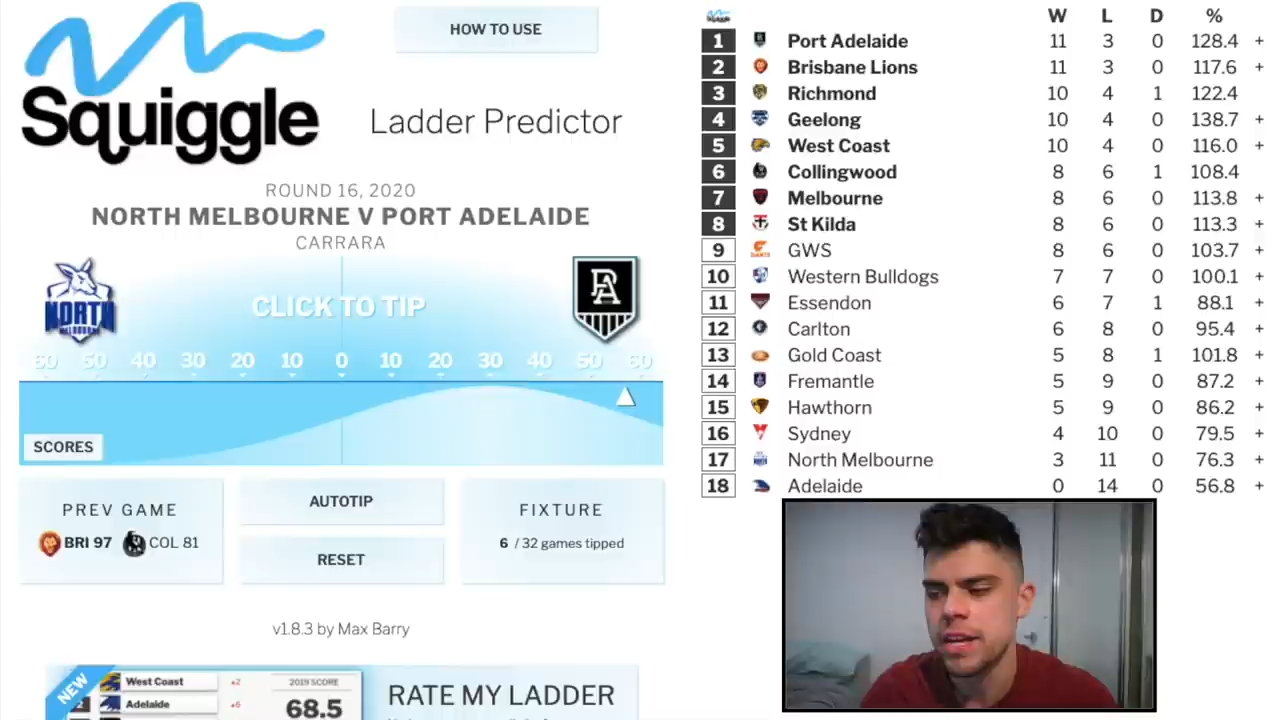 HOW TO USE
Squiggle
Ladder Predictor
ROUND 16, 2020
NORTH MELBOURNE V PORT ADELAIDE
CARRARA
NORTH
MELBOURNE
PA
CLICK TO TIP
60 50 40 30 20 10 0 10 20 30 40 50 60
SCORES
PREV GAME
BRI 97 COL 81
AUTOTIP
RESET
FIXTURE
6 / 32 games tipped
v1.8.3 by Max Barry
NEW
West Coast 2
2 Adelaide 6
2019 SCORE
68.5
RATE MY LADDER
W L D %
1 Port Adelaide 11 3 0 128.4 +
2 Brisbane Lions 11 3 0 117.6 +
3 Richmond 10 4 1 122.4
4 Geelong 10 4 0 138.7 +
5 West Coast 10 4 0 116.0 +
6 Collingwood 8 6 1 108.4
7 Melbourne 8 6 0 113.8 +
8 St Kilda 8 6 0 113.3 +
9 GWS 8 6 0 103.7 +
10 Western Bulldogs 7 7 0 100.1 +
11 Essendon 6 7 1 88.1 +
12 Carlton 6 8 0 95.4 +
13 Gold Coast 5 8 1 101.8 +
14 Fremantle 5 9 0 87.2 +
15 Hawthorn 5 9 0 86.2 +
16 Sydney 4 10 0 79.5 +
17 North Melbourne 3 11 0 76.3 +
18 Adelaide 0 14 0 56.8 +